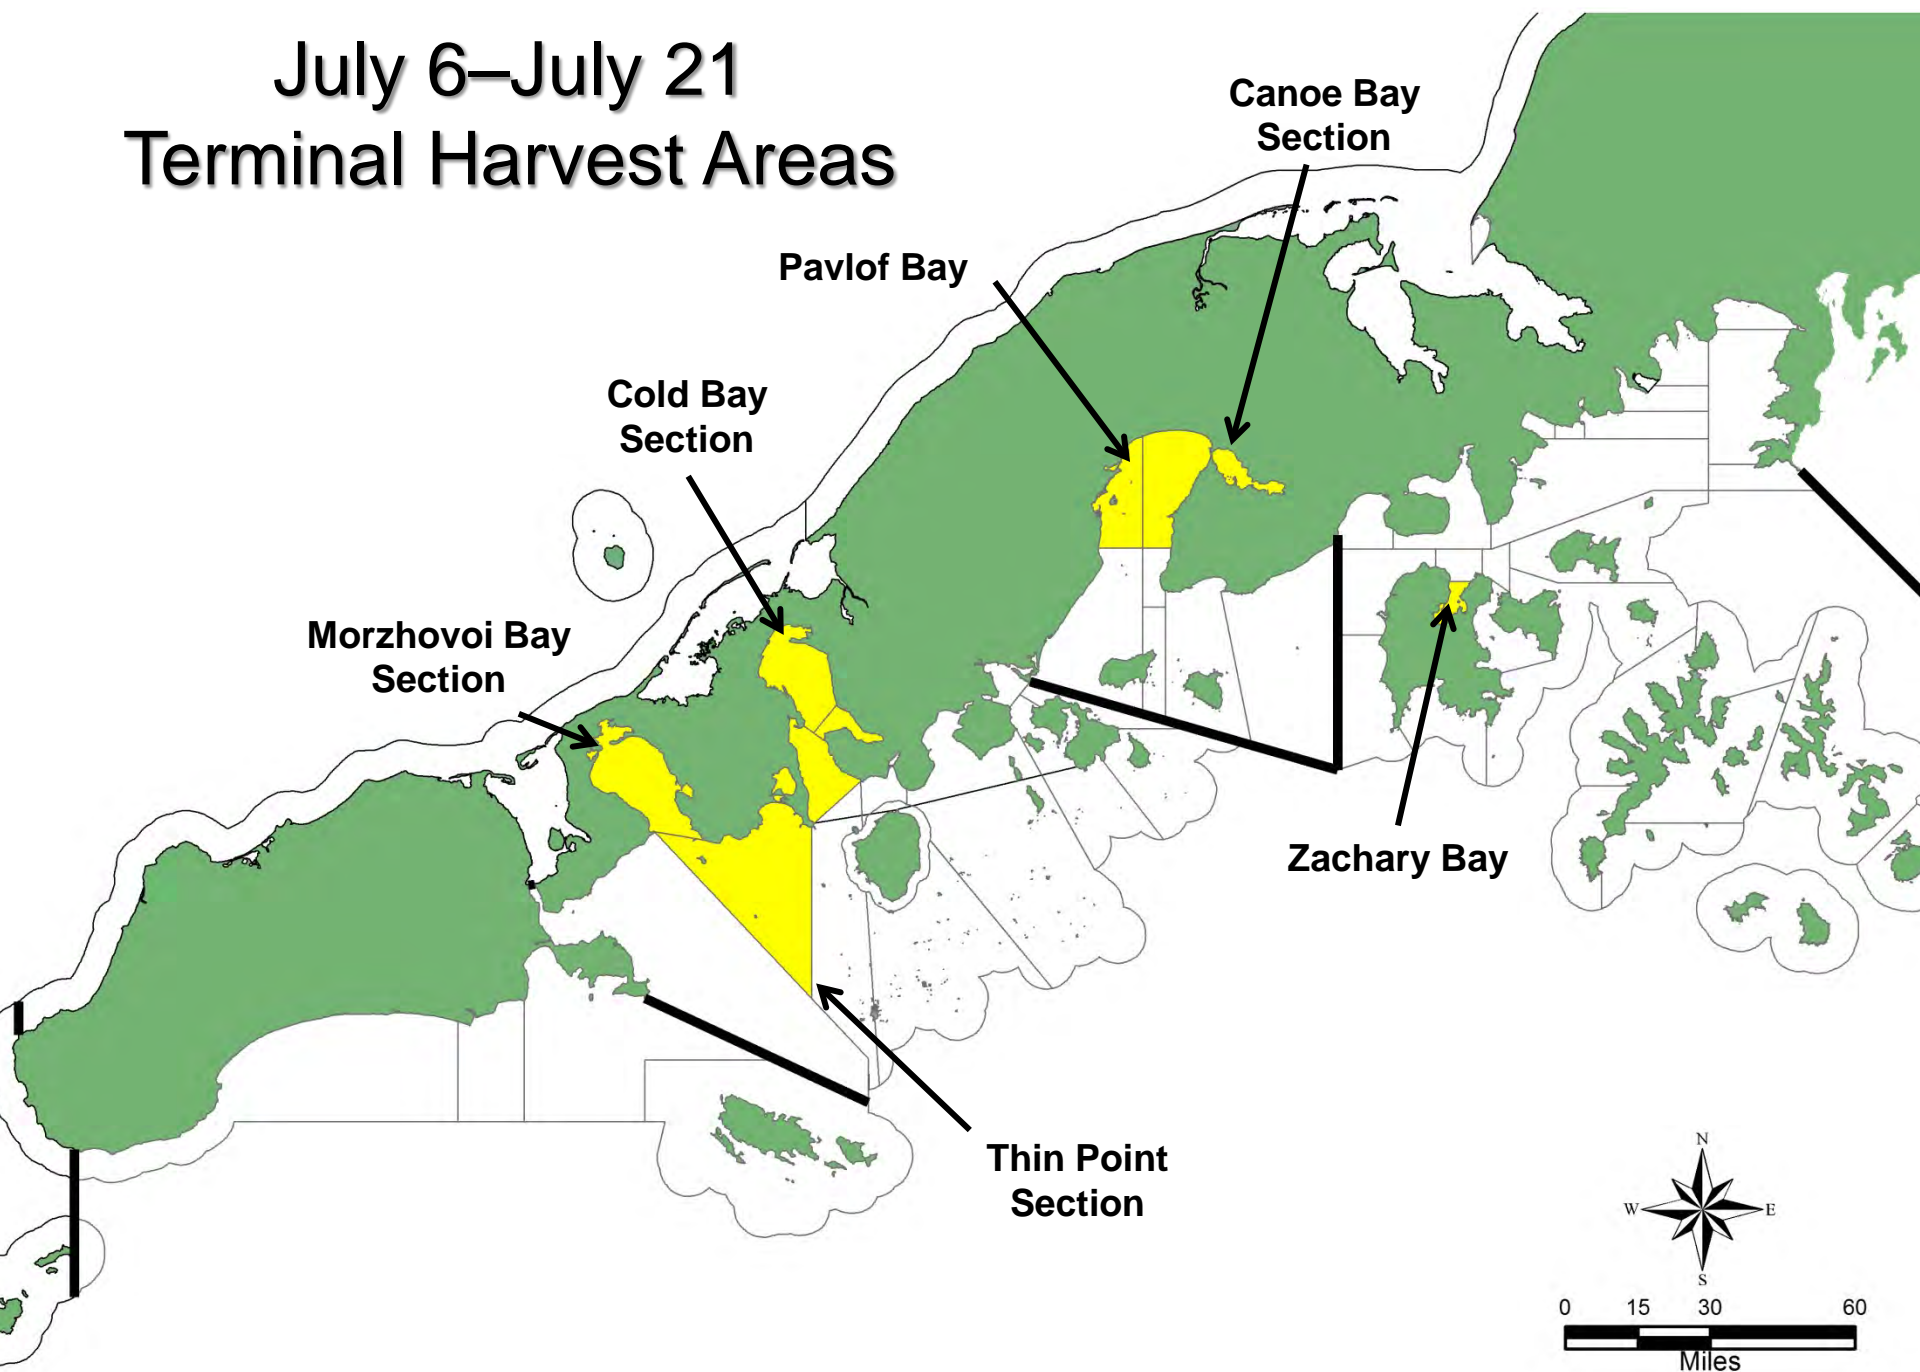 July 6–July 21
Terminal Harvest Areas
Canoe Bay
Section
Pavlof Bay
Cold Bay
Section
Morzhovoi Bay
Section
Zachary Bay
Thin Point
Section
N
W
E
S
0 15 30 60
Miles